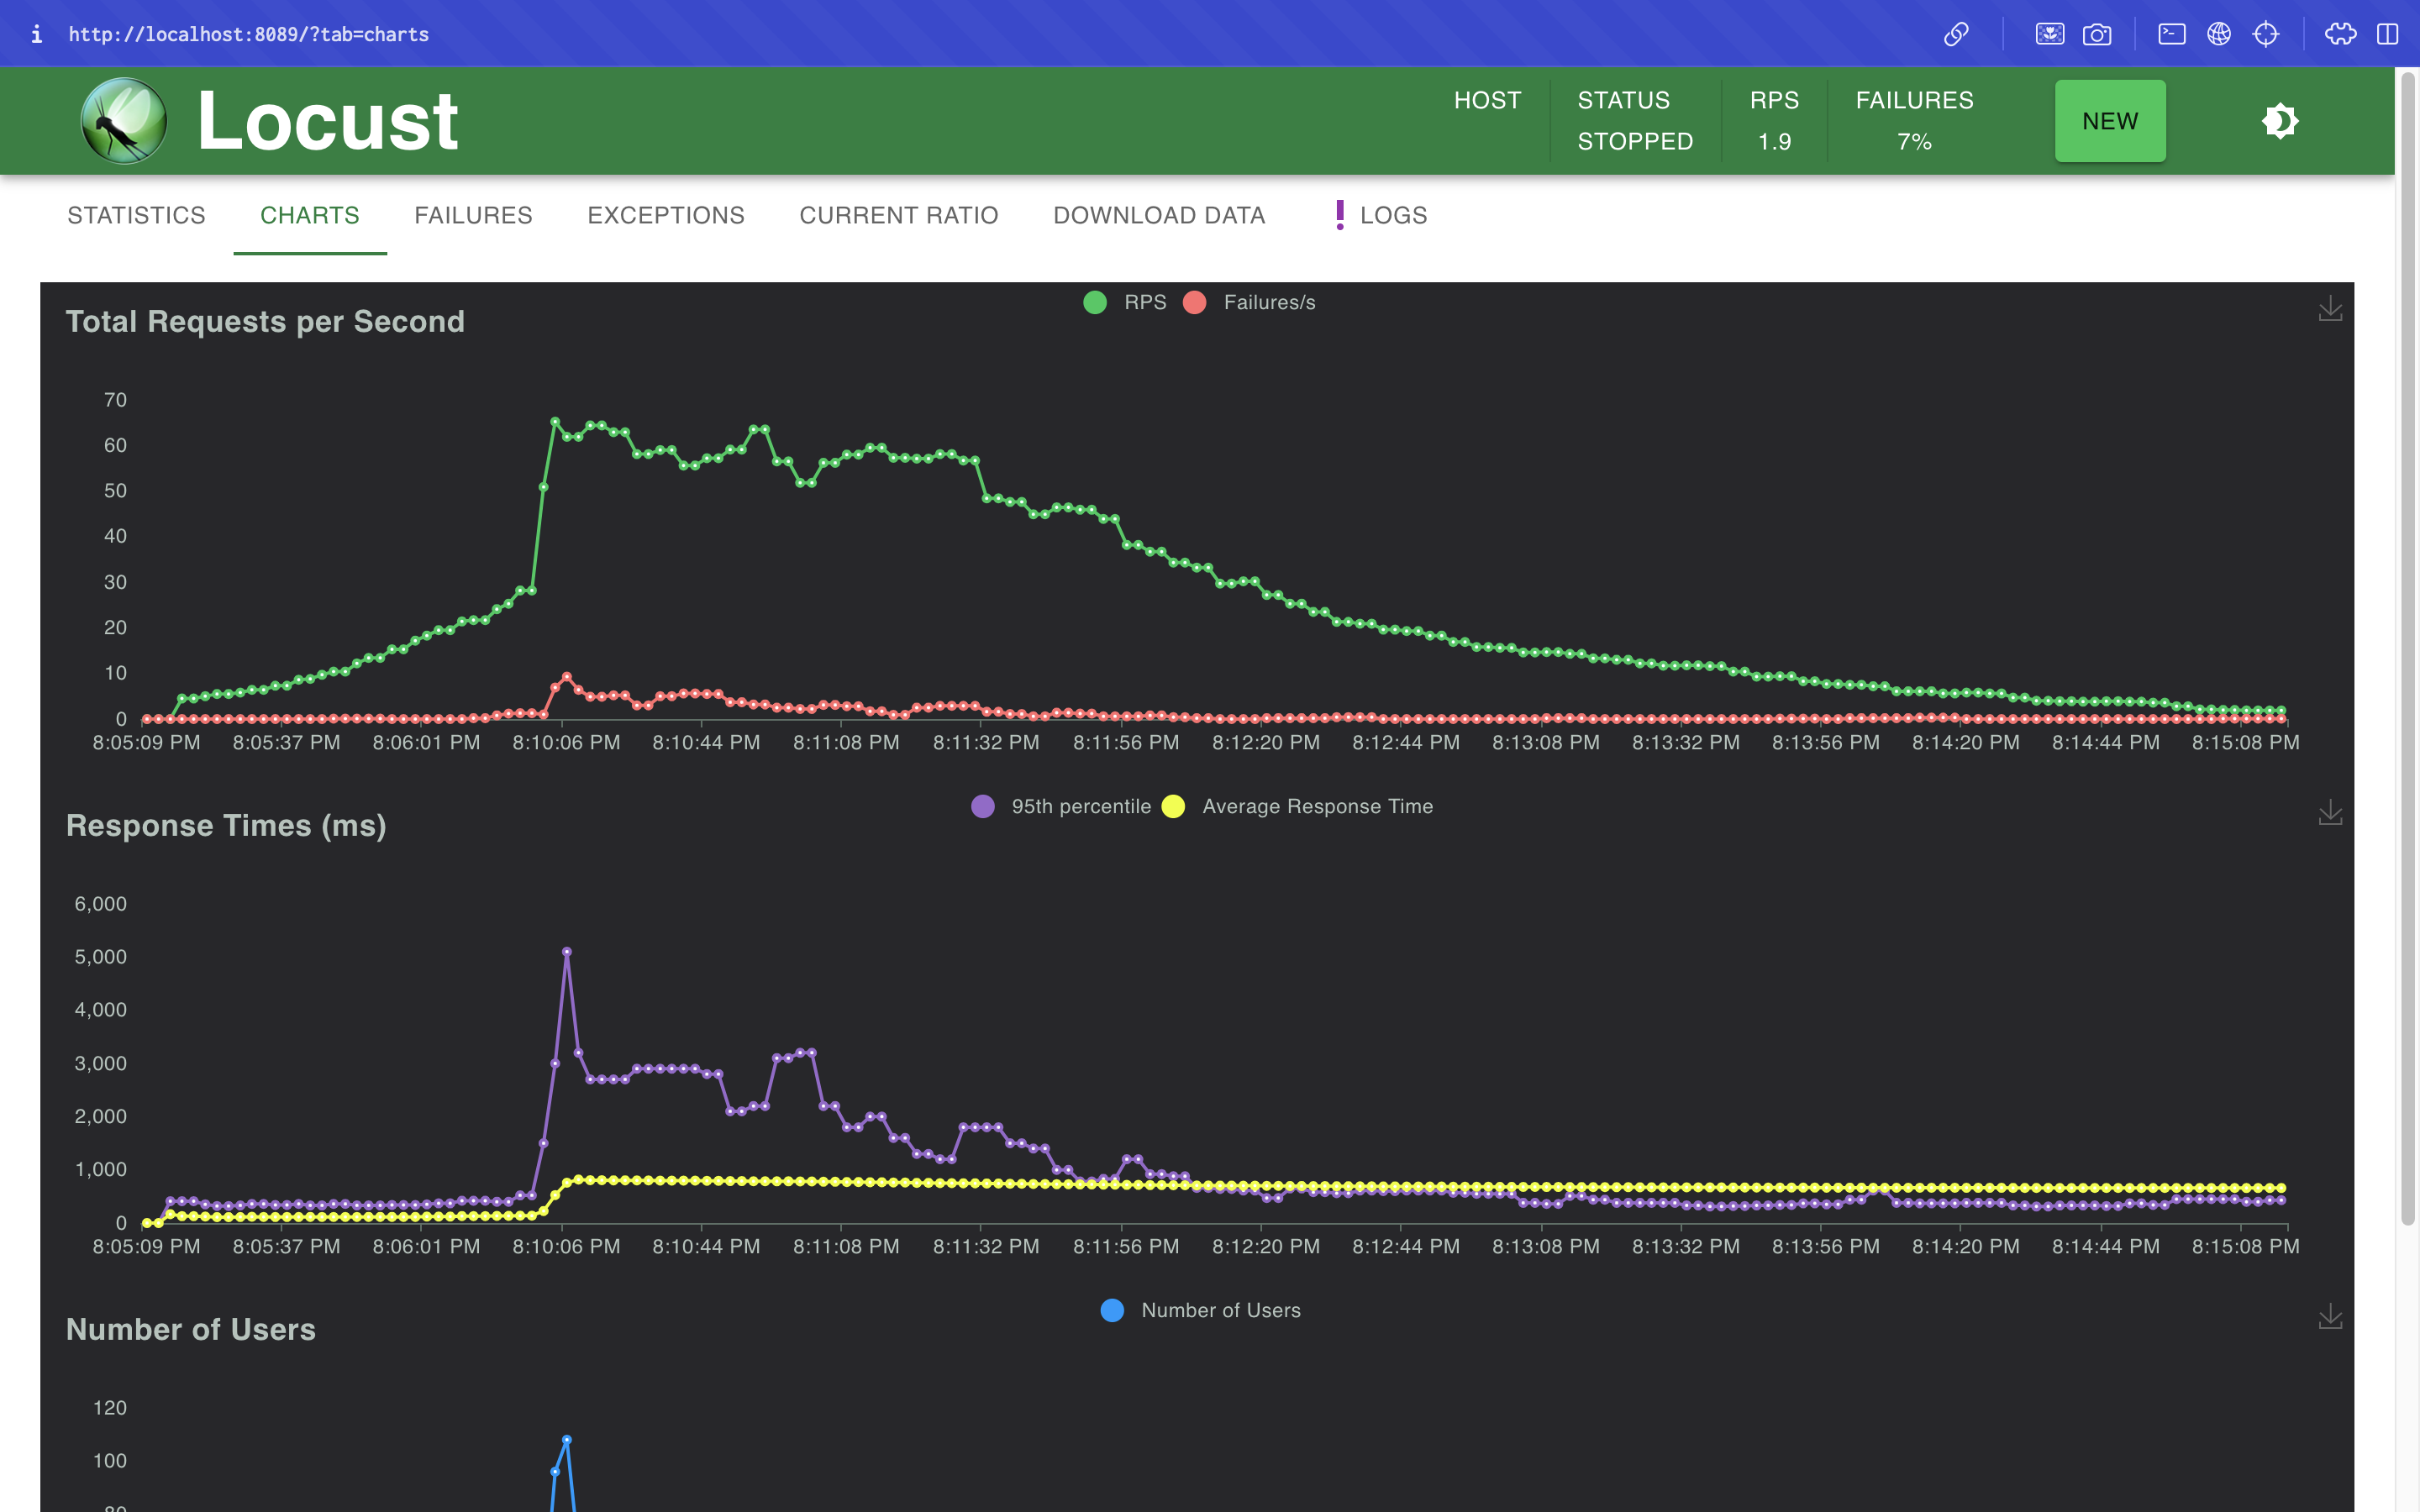 http://localhost:8089/?tab=charts
Locust
HOST
STATUS
STOPPED
RPS
1.9
FAILURES
7%
NEW
STATISTICS CHARTS FAILURES EXCEPTIONS CURRENT RATIO DOWNLOAD DATA LOGS
Total Requests per Second
RPS Failures/s
70
60
50
40
30
20
10
0
8:05:09 PM 8:05:37 PM 8:06:01 PM 8:10:06 PM 8:10:44 PM 8:11:08 PM 8:11:32 PM 8:11:56 PM 8:12:20 PM 8:12:44 PM 8:13:08 PM 8:13:32 PM 8:13:56 PM 8:14:20 PM 8:14:44 PM 8:15:08 PM
Response Times (ms)
95th percentile Average Response Time
6,000
5,000
4,000
3,000
2,000
1,000
0
8:05:09 PM 8:05:37 PM 8:06:01 PM 8:10:06 PM 8:10:44 PM 8:11:08 PM 8:11:32 PM 8:11:56 PM 8:12:20 PM 8:12:44 PM 8:13:08 PM 8:13:32 PM 8:13:56 PM 8:14:20 PM 8:14:44 PM 8:15:08 PM
Number of Users
Number of Users
120
100
80